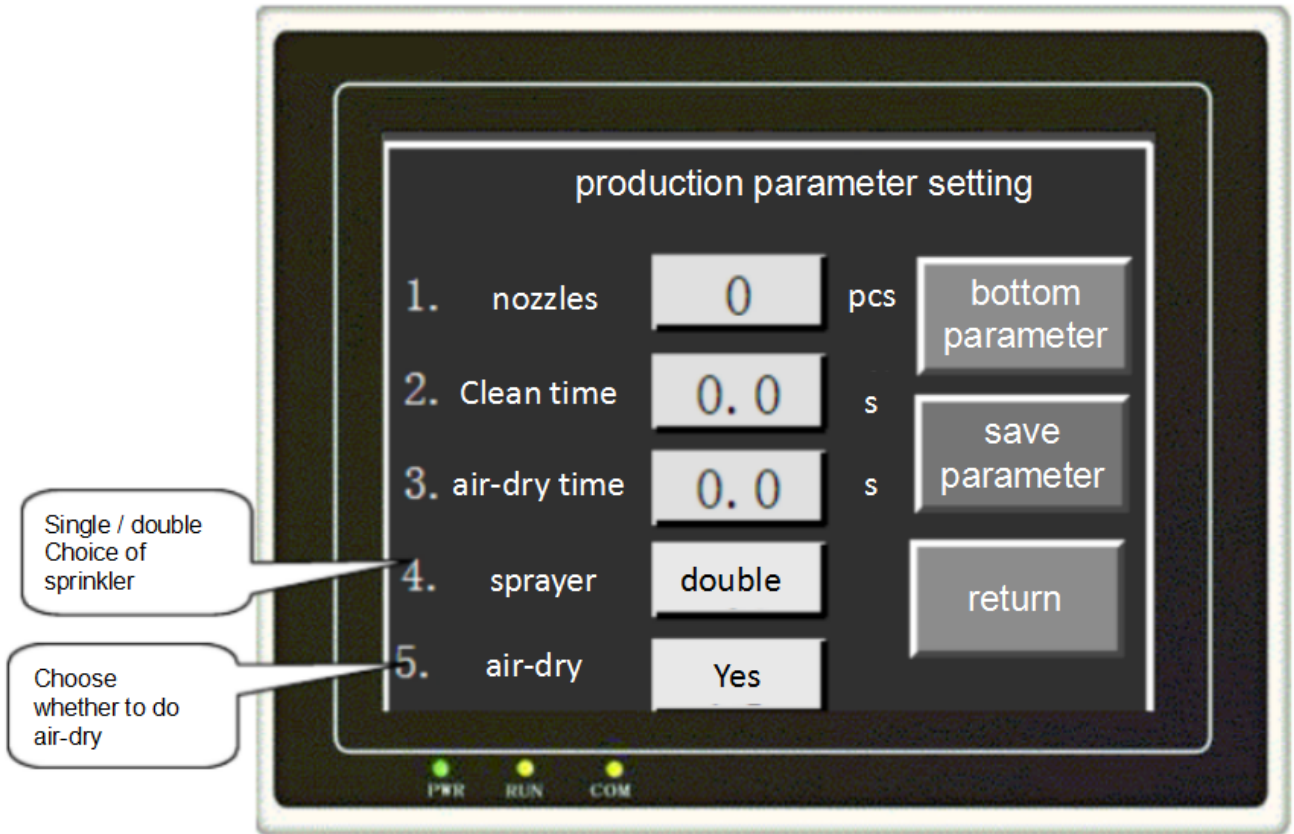 production parameter setting
1. nozzles 0 pcs
bottom
parameter
2. Clean time 0.0 s
save
parameter
3. air-dry time 0.0 s
Single / double
Choice of
sprinkler
4. sprayer double
return
Choose
whether to do
air-dry
5. air-dry Yes
PWR RUN COM